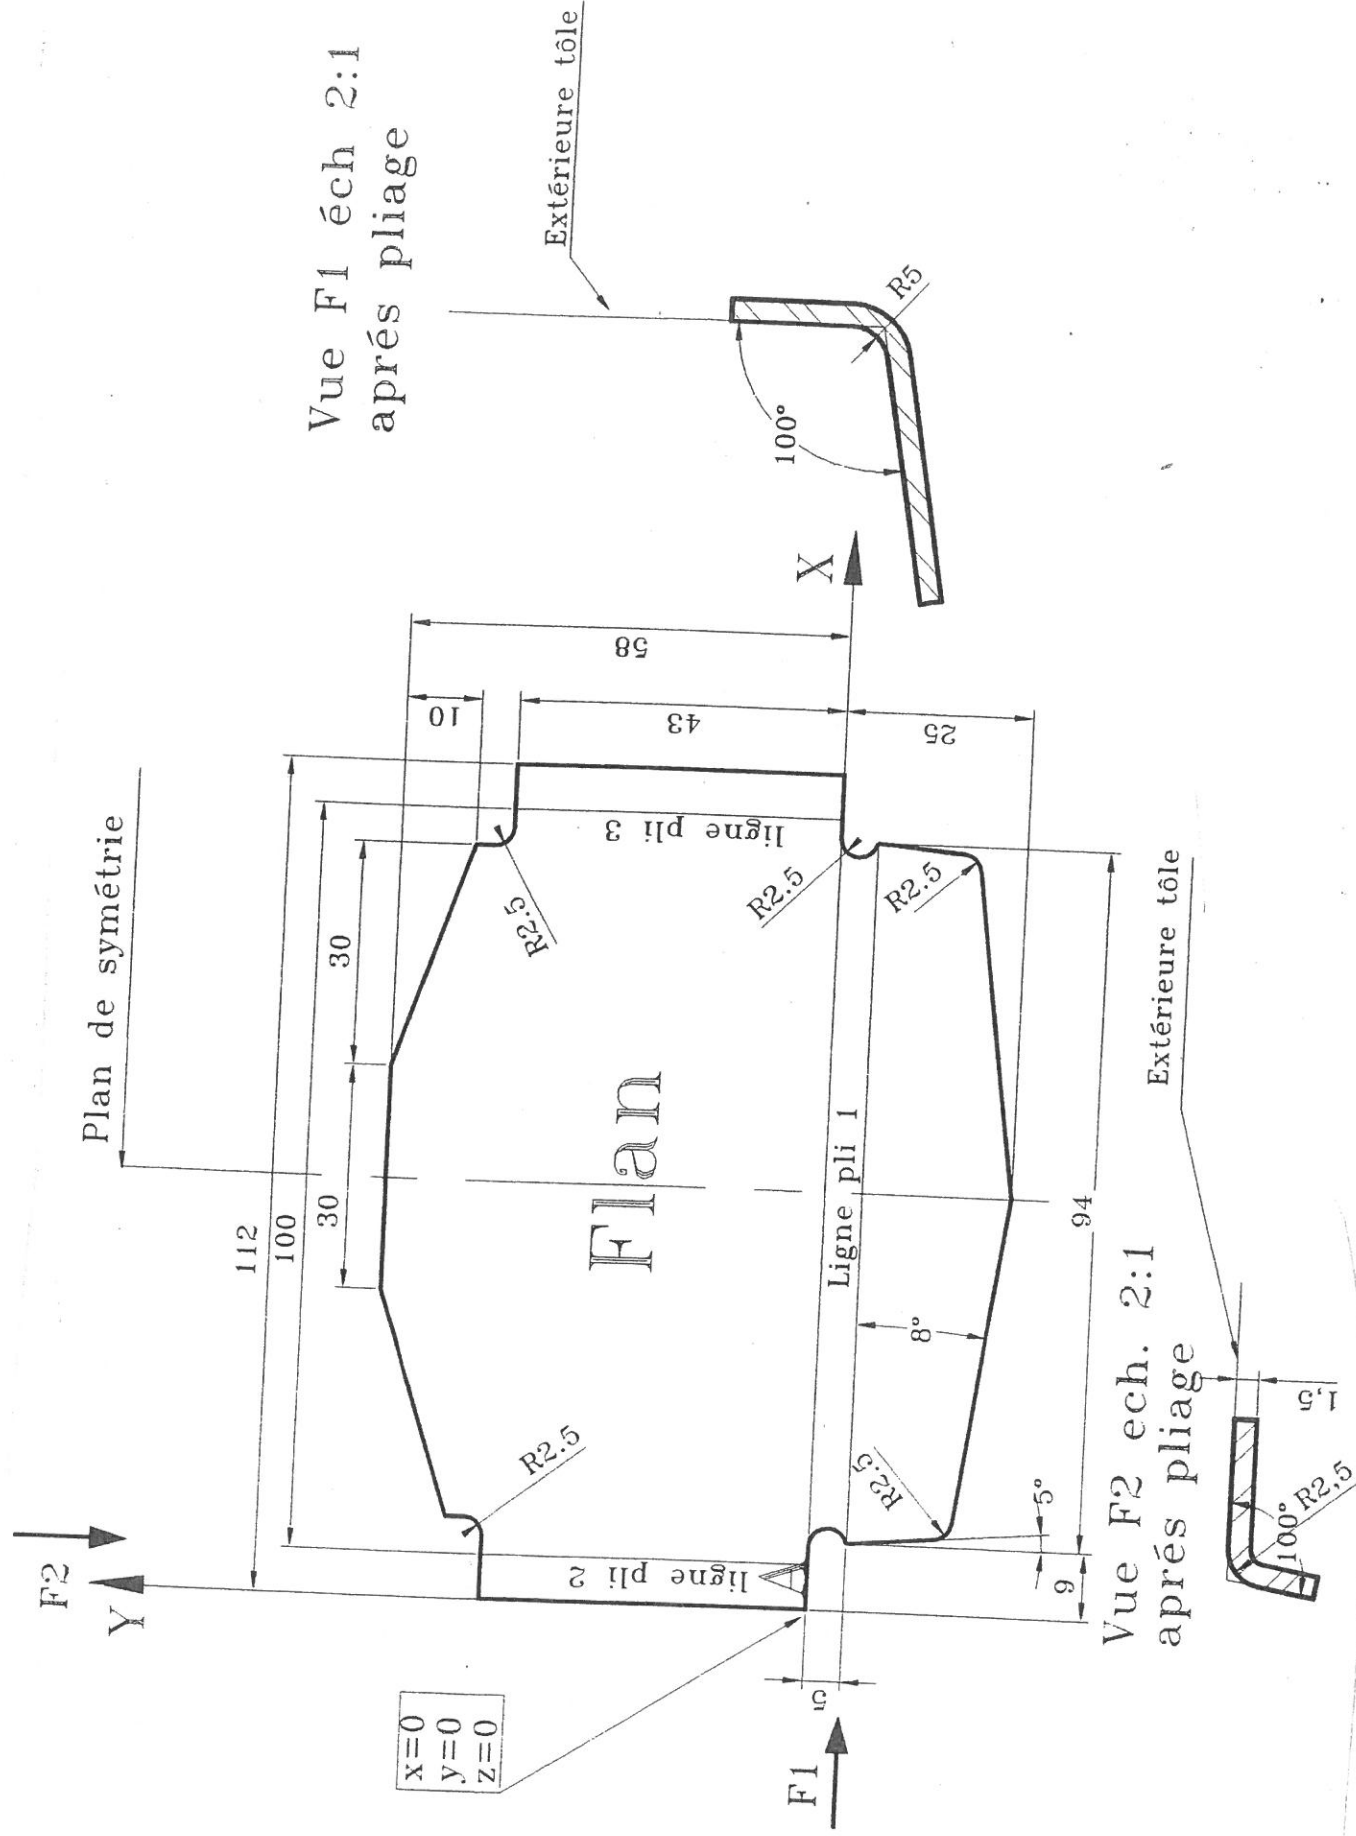 Vue F1 éch 2:1
aprés pliage
Extérieure tôle
R5
100°
Plan de symétrie
112
100
30
30
10
58
43
25
X
R2.5
R2.5
R2.5
R2.5
R2.5
ligne pli 3
Flan
Ligne pli 1
ligne pli 2
8°
5°
94
9
5
F2
Y
x=0
y=0
z=0
F1
Vue F2 ech. 2:1
aprés pliage
Extérieure tôle
1,5
100°
R2,5